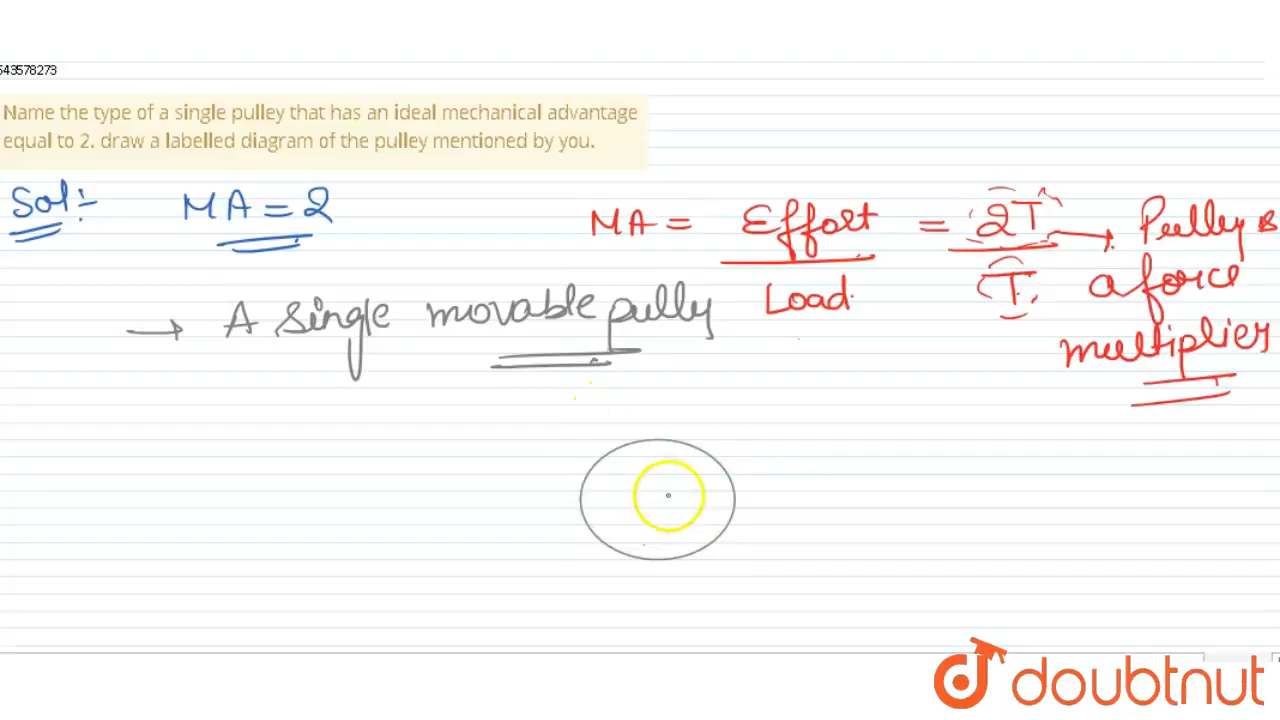 543578273
Name the type of a single pulley that has an ideal mechanical advantage
equal to 2. draw a labelled diagram of the pulley mentioned by you.
Sol:-
MA = 2
MA = Effort / Load = 2T / T → Pulley is
a force
multiplier
→ A single movable pully
doubtnut